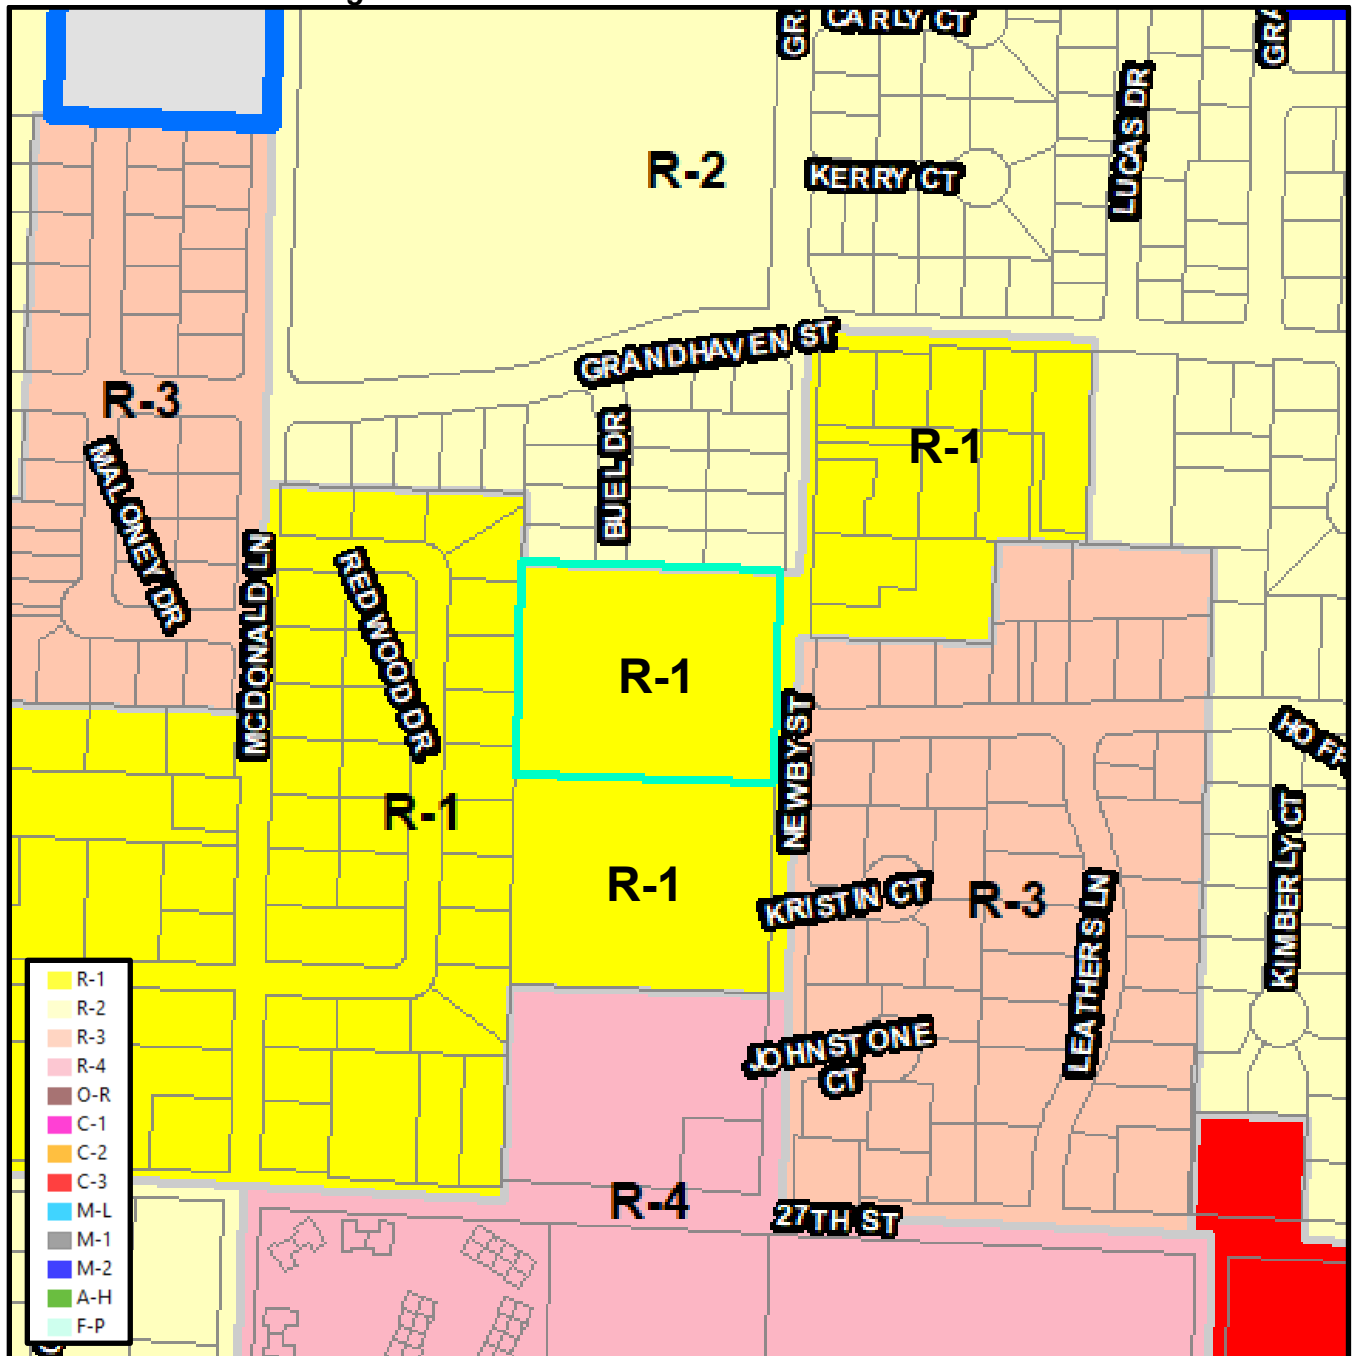 CARLY CT
LUCAS DR
KERRY CT
R-2
GRANDHAVEN ST
R-3
BUEL DR
R-1
MALONEY DR
MCDONALD LN
REDWOOD DR
R-1
NEWBY ST
HO
R-1
R-1
KRISTIN CT
R-3
LEATHERS LN
KIMBERLY CT
JOHNSTONE
CT
R-4
27TH ST
R-1
R-2
R-3
R-4
O-R
C-1
C-2
C-3
M-L
M-1
M-2
A-H
F-P